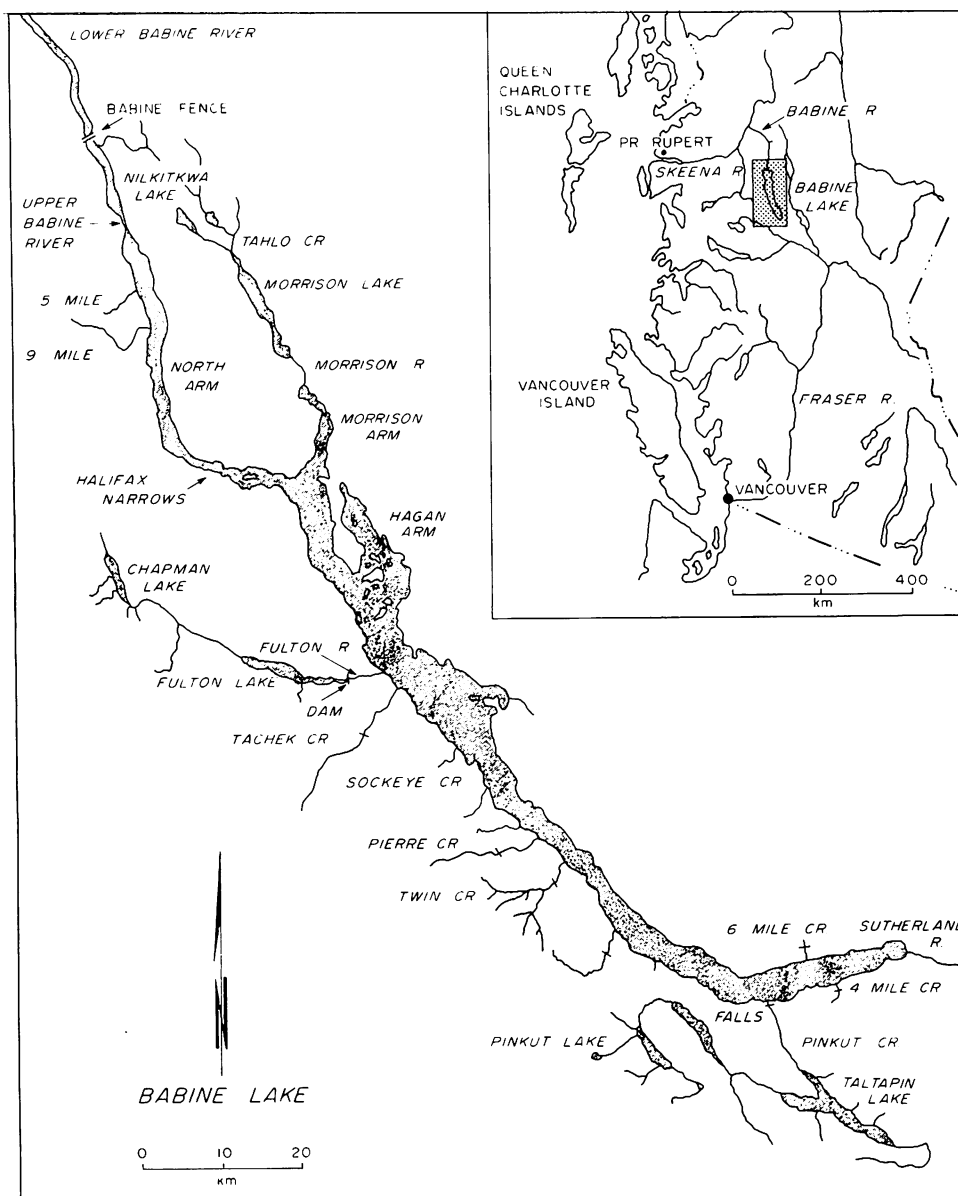 LOWER BABINE RIVER
BABINE FENCE
NILKITKWA
LAKE
UPPER
BABINE
RIVER
TAHLO CR
MORRISON LAKE
5 MILE
9 MILE
NORTH
ARM
MORRISON R
MORRISON
ARM
HALIFAX
NARROWS
HAGAN
ARM
CHAPMAN
LAKE
FULTON R
FULTON LAKE
DAM
TACHEK CR
SOCKEYE CR
PIERRE CR
TWIN CR
6 MILE CR
SUTHERLAND
R.
4 MILE CR
FALLS
PINKUT LAKE
PINKUT CR
TALTAPIN
LAKE
BABINE LAKE
0 10 20
KM
QUEEN
CHARLOTTE
ISLANDS
BABINE R
PR RUPERT
SKEENA R
BABINE
LAKE
VANCOUVER
ISLAND
FRASER R.
VANCOUVER
0 200 400
km